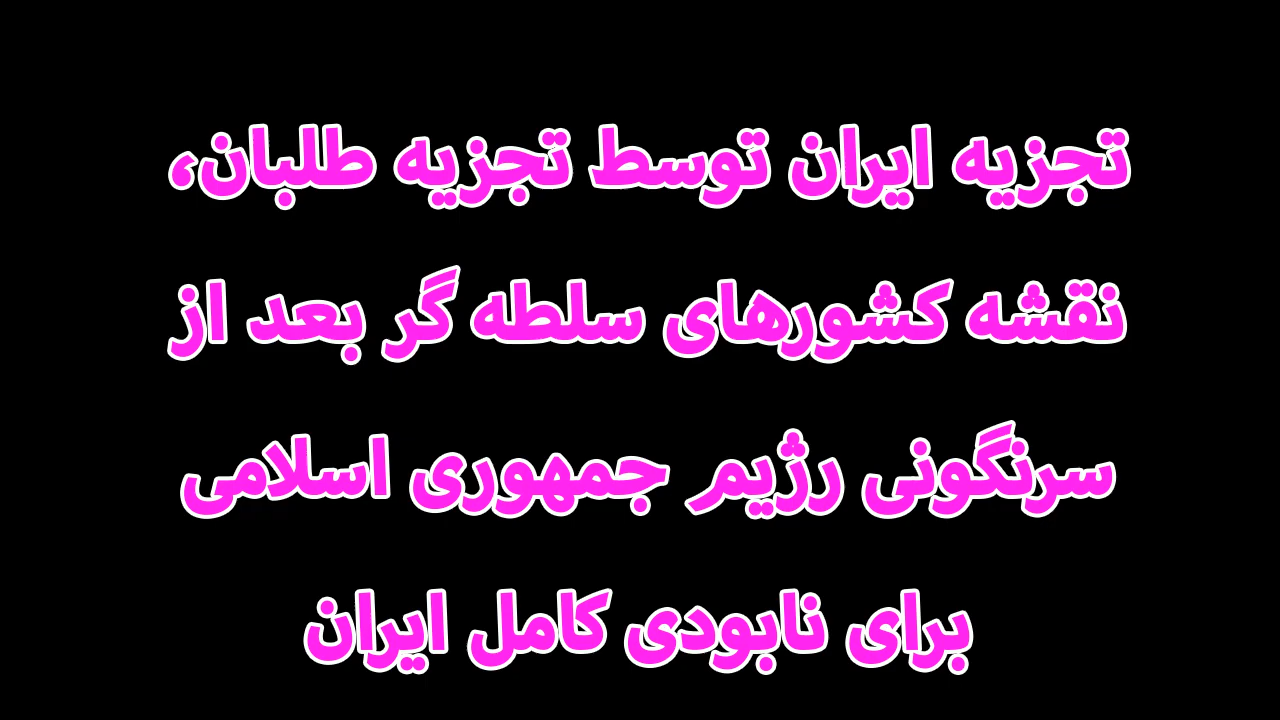 تجزیه ایران توسط تجزیه طلبان،
نقشه کشورهای سلطه گر بعد از
سرنگونی رژیم جمهوری اسلامی
برای نابودی کامل ایران